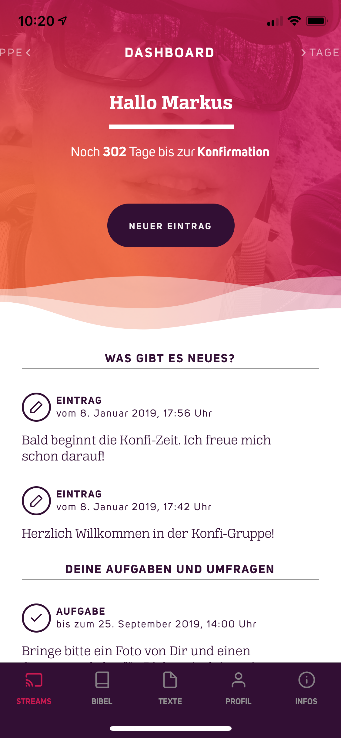 10:20
PPE <
DASHBOARD
> TAGE
Hallo Markus
Noch 302 Tage bis zur Konfirmation
NEUER EINTRAG
WAS GIBT ES NEUES?
EINTRAG
vom 8. Januar 2019, 17:56 Uhr
Bald beginnt die Konfi-Zeit. Ich freue mich
schon darauf!
EINTRAG
vom 8. Januar 2019, 17:42 Uhr
Herzlich Willkommen in der Konfi-Gruppe!
DEINE AUFGABEN UND UMFRAGEN
AUFGABE
bis zum 25. September 2019, 14:00 Uhr
Bringe bitte ein Foto von Dir und einen
STREAMS
BIBEL
TEXTE
PROFIL
INFOS